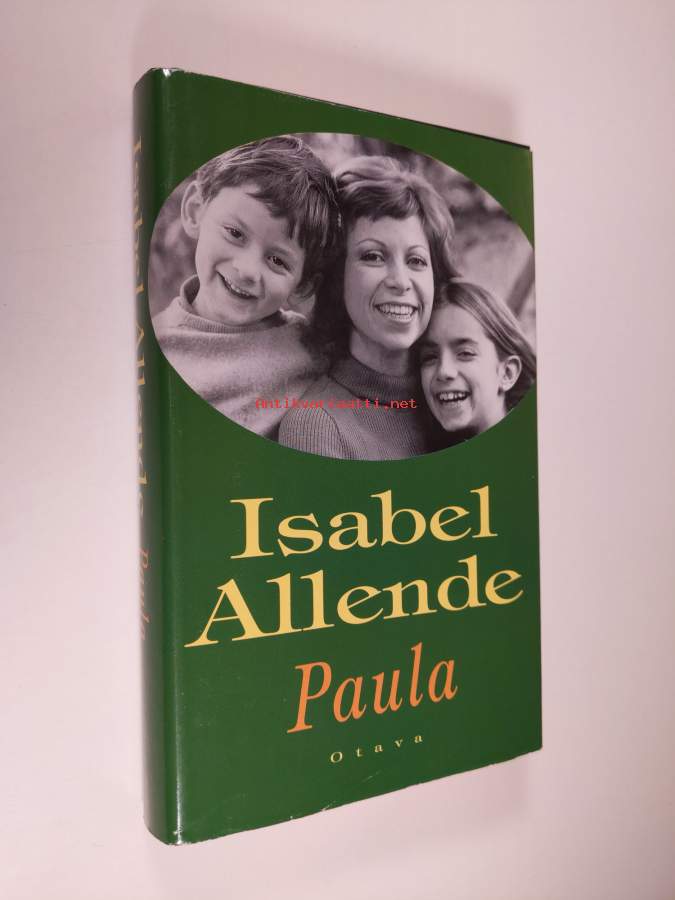 Antikvariaatti.net
Isabel
Allende
Paula
Otava
Isabel Allende Paula